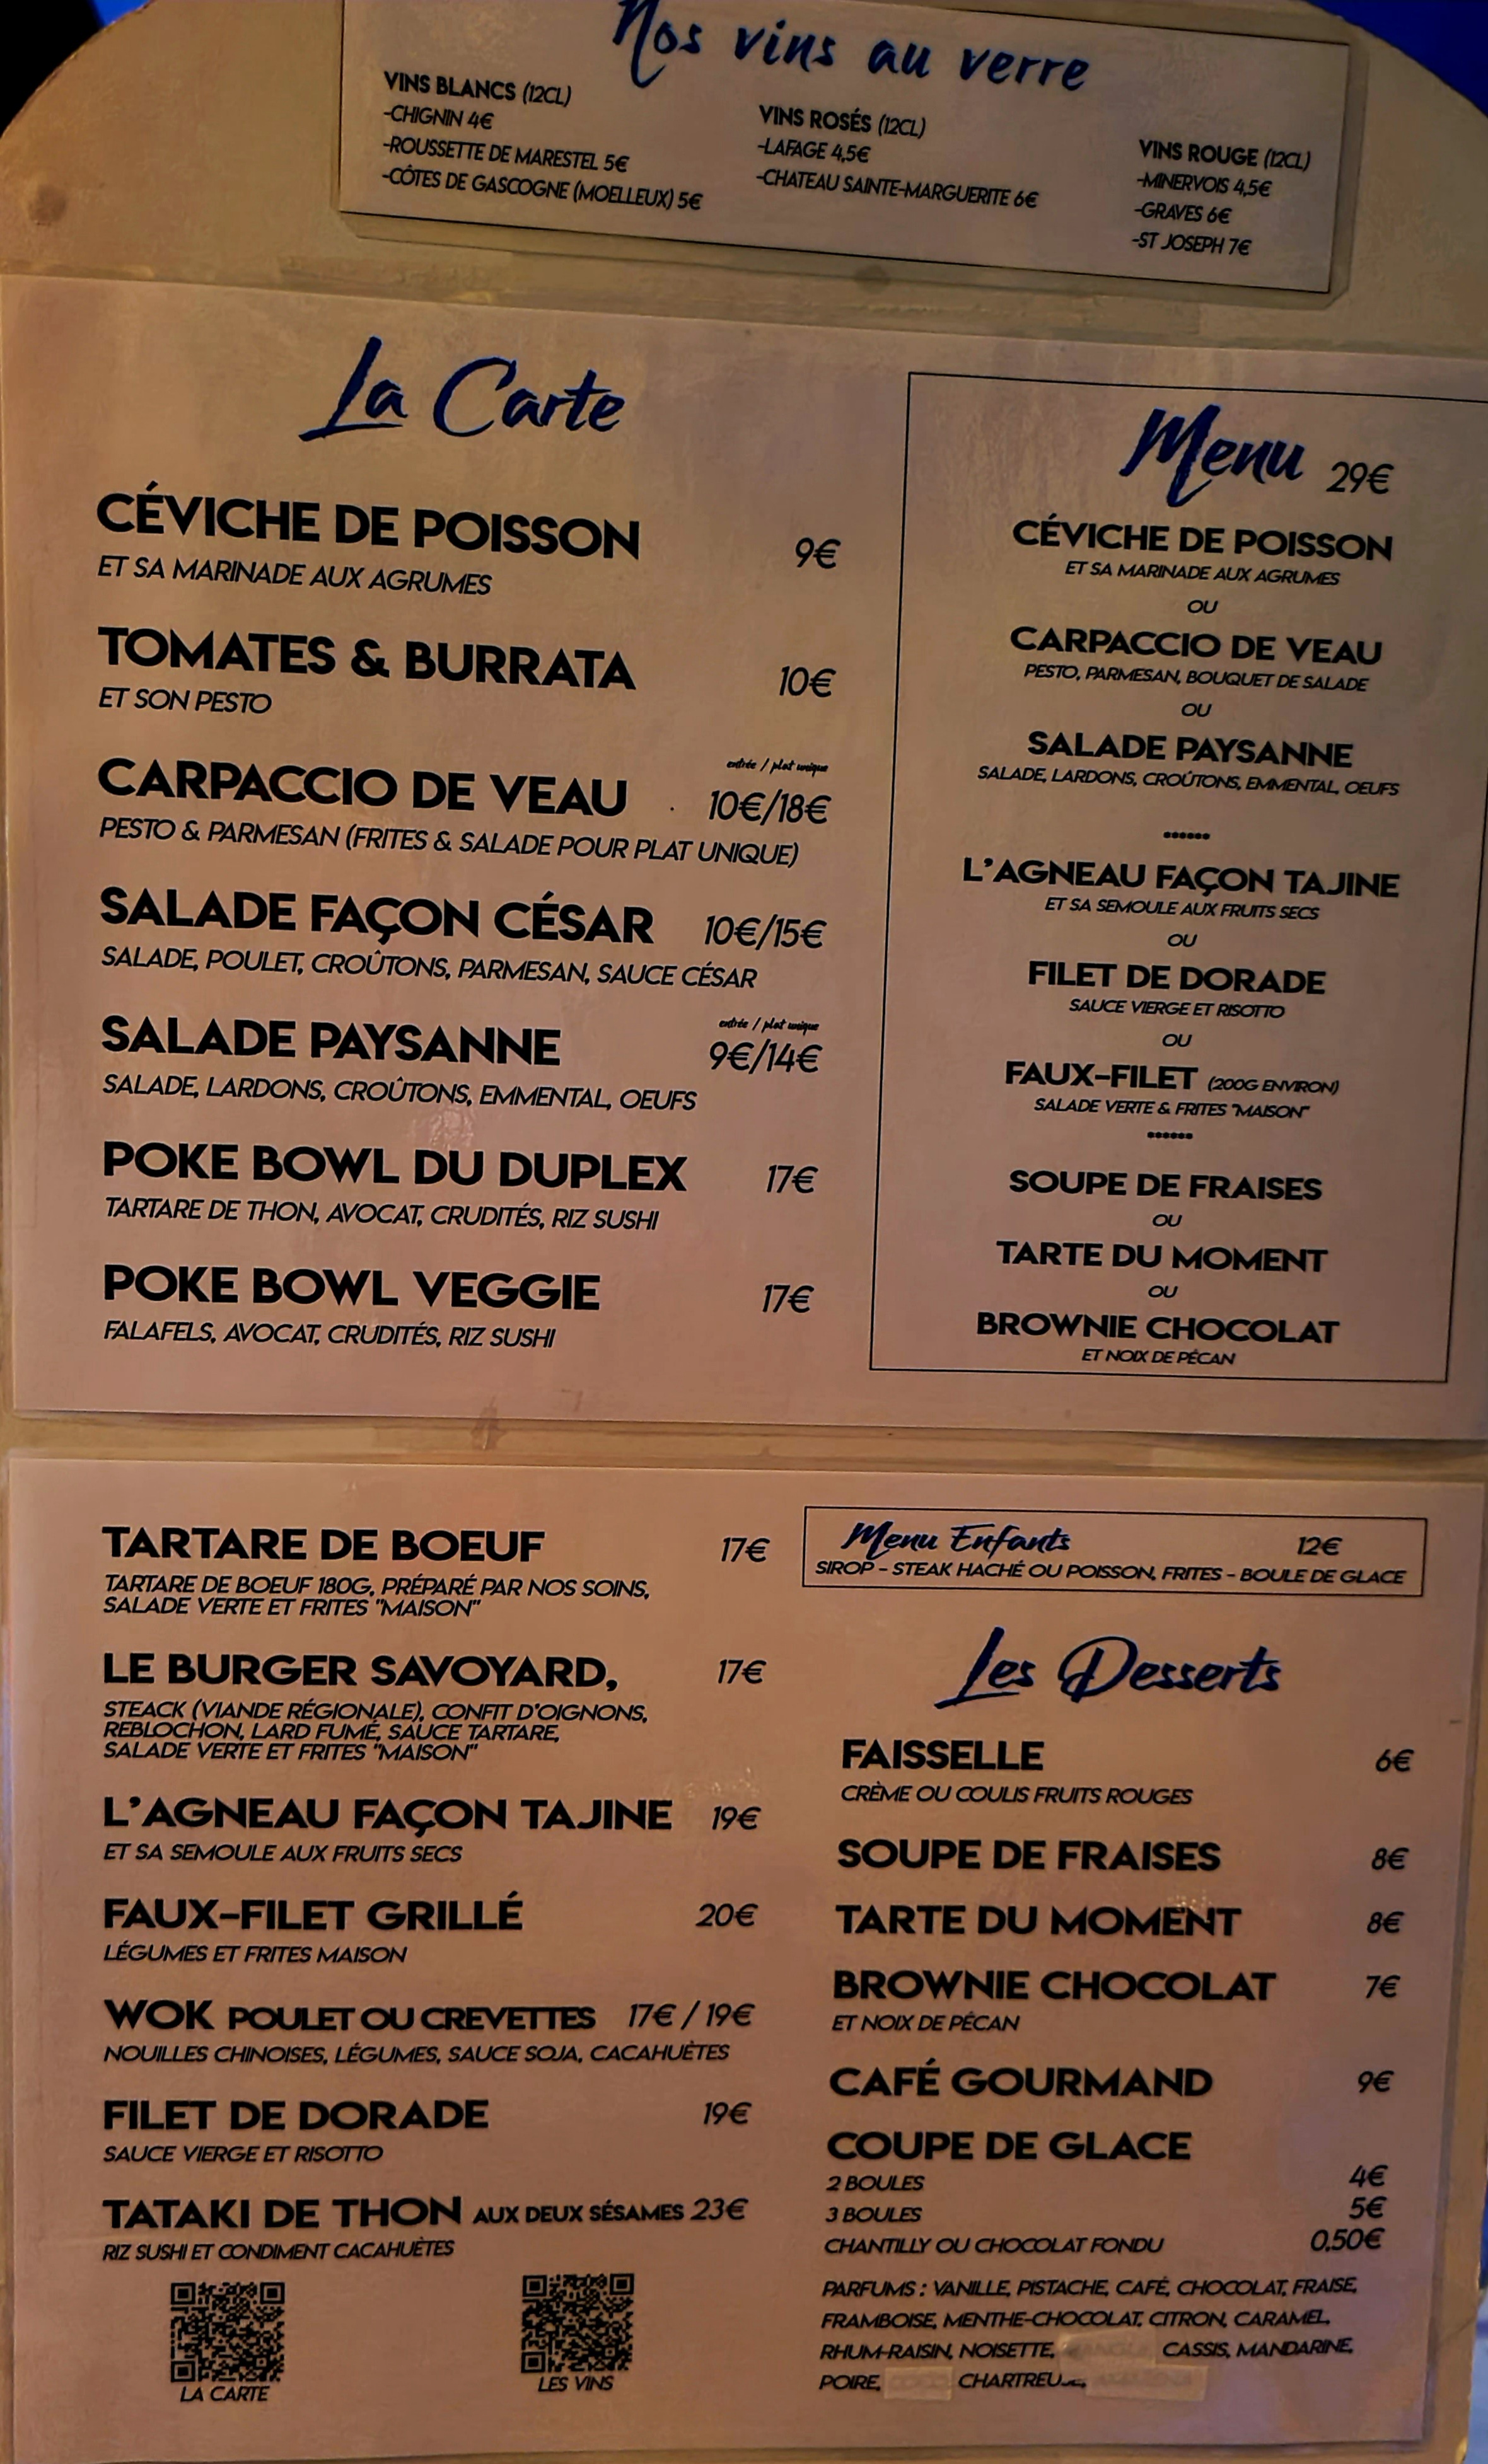 Nos vins au verre
VINS BLANCS (12CL)
-CHIGNIN 4€
-ROUSSETTE DE MARESTEL 5€
-CÔTES DE GASCOGNE (MOELLEUX) 5€
VINS ROSÉS (12CL)
-LAFAGE 4,5€
-CHATEAU SAINTE-MARGUERITE 6€
VINS ROUGE (12CL)
-MINERVOIS 4,5€
-GRAVES 6€
-ST JOSEPH 7€
La Carte
CÉVICHE DE POISSON 9€
ET SA MARINADE AUX AGRUMES
TOMATES & BURRATA 10€
ET SON PESTO
entrée / plat unique
CARPACCIO DE VEAU 10€/18€
PESTO & PARMESAN (FRITES & SALADE POUR PLAT UNIQUE)
SALADE FAÇON CÉSAR 10€/15€
SALADE, POULET, CROÛTONS, PARMESAN, SAUCE CÉSAR
entrée / plat unique
SALADE PAYSANNE 9€/14€
SALADE, LARDONS, CROÛTONS, EMMENTAL, OEUFS
POKE BOWL DU DUPLEX 17€
TARTARE DE THON, AVOCAT, CRUDITÉS, RIZ SUSHI
POKE BOWL VEGGIE 17€
FALAFELS, AVOCAT, CRUDITÉS, RIZ SUSHI
Menu 29€
CÉVICHE DE POISSON
ET SA MARINADE AUX AGRUMES
OU
CARPACCIO DE VEAU
PESTO, PARMESAN, BOUQUET DE SALADE
OU
SALADE PAYSANNE
SALADE, LARDONS, CROÛTONS, EMMENTAL, OEUFS
••••••
L'AGNEAU FAÇON TAJINE
ET SA SEMOULE AUX FRUITS SECS
OU
FILET DE DORADE
SAUCE VIERGE ET RISOTTO
OU
FAUX-FILET (200G ENVIRON)
SALADE VERTE & FRITES "MAISON"
••••••
SOUPE DE FRAISES
OU
TARTE DU MOMENT
OU
BROWNIE CHOCOLAT
ET NOIX DE PÉCAN
TARTARE DE BOEUF 17€
TARTARE DE BOEUF 180G, PRÉPARÉ PAR NOS SOINS,
SALADE VERTE ET FRITES "MAISON"
LE BURGER SAVOYARD, 17€
STEACK (VIANDE RÉGIONALE), CONFIT D'OIGNONS,
REBLOCHON, LARD FUMÉ, SAUCE TARTARE,
SALADE VERTE ET FRITES "MAISON"
L'AGNEAU FAÇON TAJINE 19€
ET SA SEMOULE AUX FRUITS SECS
FAUX-FILET GRILLÉ 20€
LÉGUMES ET FRITES MAISON
WOK POULET OU CREVETTES 17€ / 19€
NOUILLES CHINOISES, LÉGUMES, SAUCE SOJA, CACAHUÈTES
FILET DE DORADE 19€
SAUCE VIERGE ET RISOTTO
TATAKI DE THON AUX DEUX SÉSAMES 23€
RIZ SUSHI ET CONDIMENT CACAHUÈTES
LA CARTE
LES VINS
Menu Enfants 12€
SIROP - STEAK HACHÉ OU POISSON, FRITES - BOULE DE GLACE
Les Desserts
FAISSELLE 6€
CRÈME OU COULIS FRUITS ROUGES
SOUPE DE FRAISES 8€
TARTE DU MOMENT 8€
BROWNIE CHOCOLAT 7€
ET NOIX DE PÉCAN
CAFÉ GOURMAND 9€
COUPE DE GLACE
2 BOULES 4€
3 BOULES 5€
CHANTILLY OU CHOCOLAT FONDU 0.50€
PARFUMS : VANILLE, PISTACHE, CAFÉ, CHOCOLAT, FRAISE,
FRAMBOISE, MENTHE-CHOCOLAT, CITRON, CARAMEL,
RHUM-RAISIN, NOISETTE, CASSIS, MANDARINE,
POIRE, CHARTREUSE,